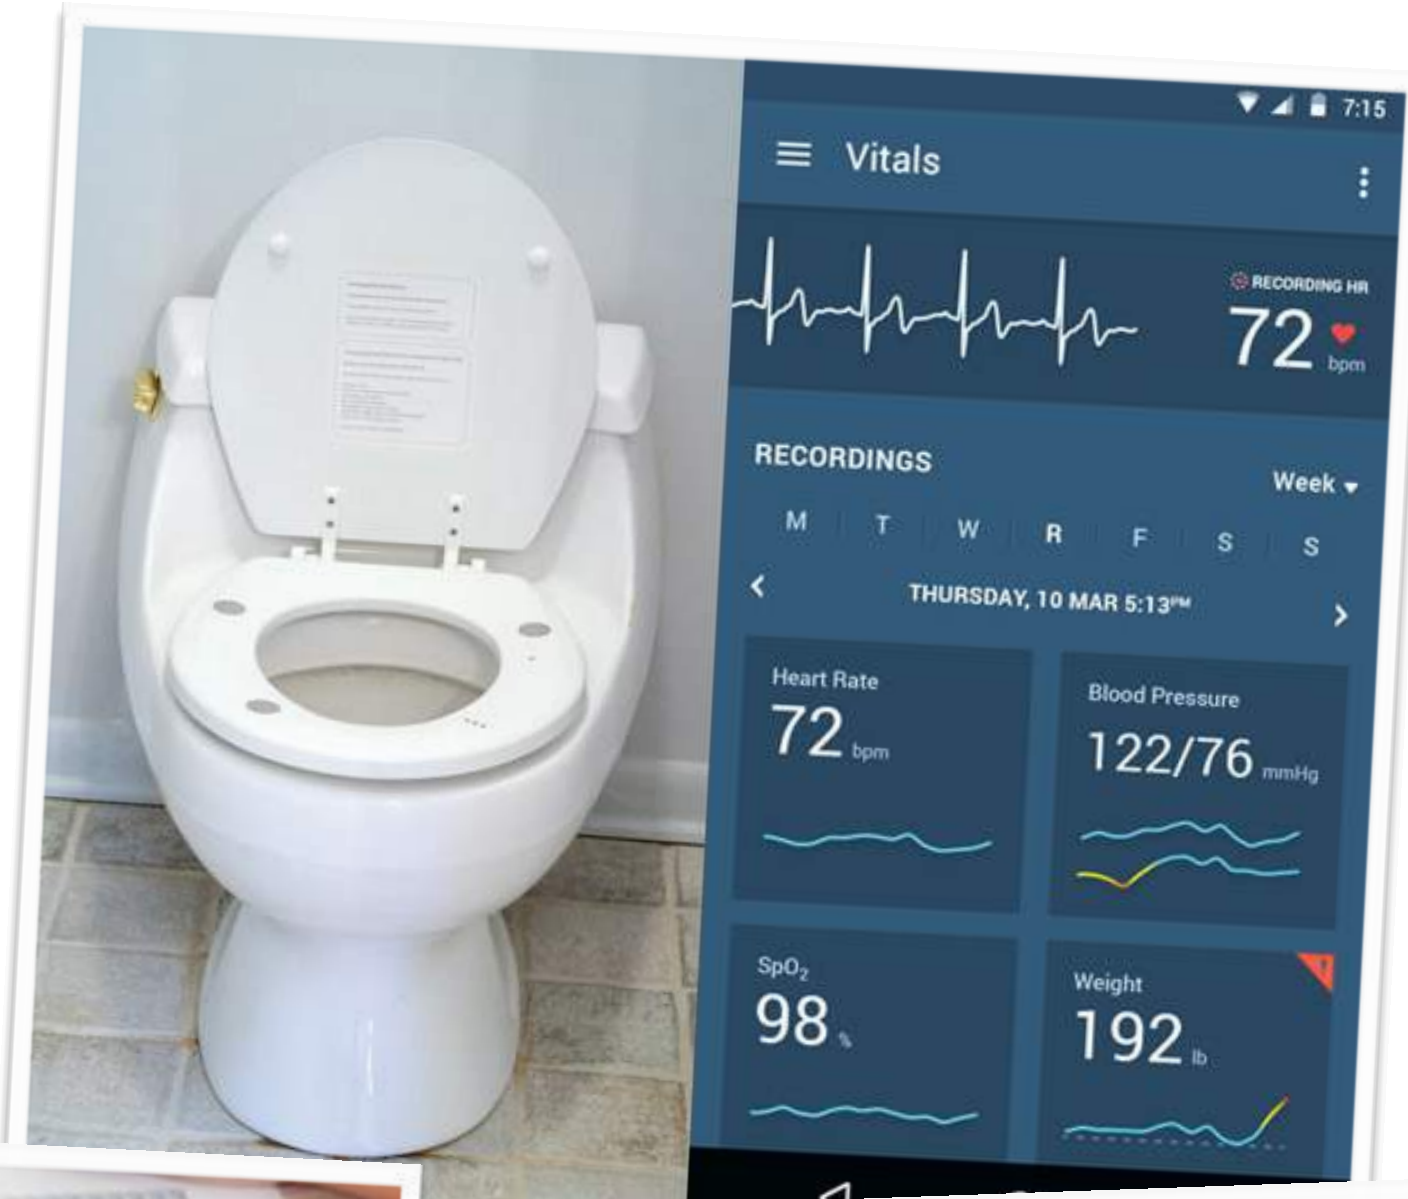 7:15
Vitals
RECORDING HR
72
bpm
RECORDINGS
Week
M T W R F S S
THURSDAY, 10 MAR 5:13PM
Heart Rate
72 bpm
Blood Pressure
122/76 mmHg
SpO2
98 %
Weight
192 lb